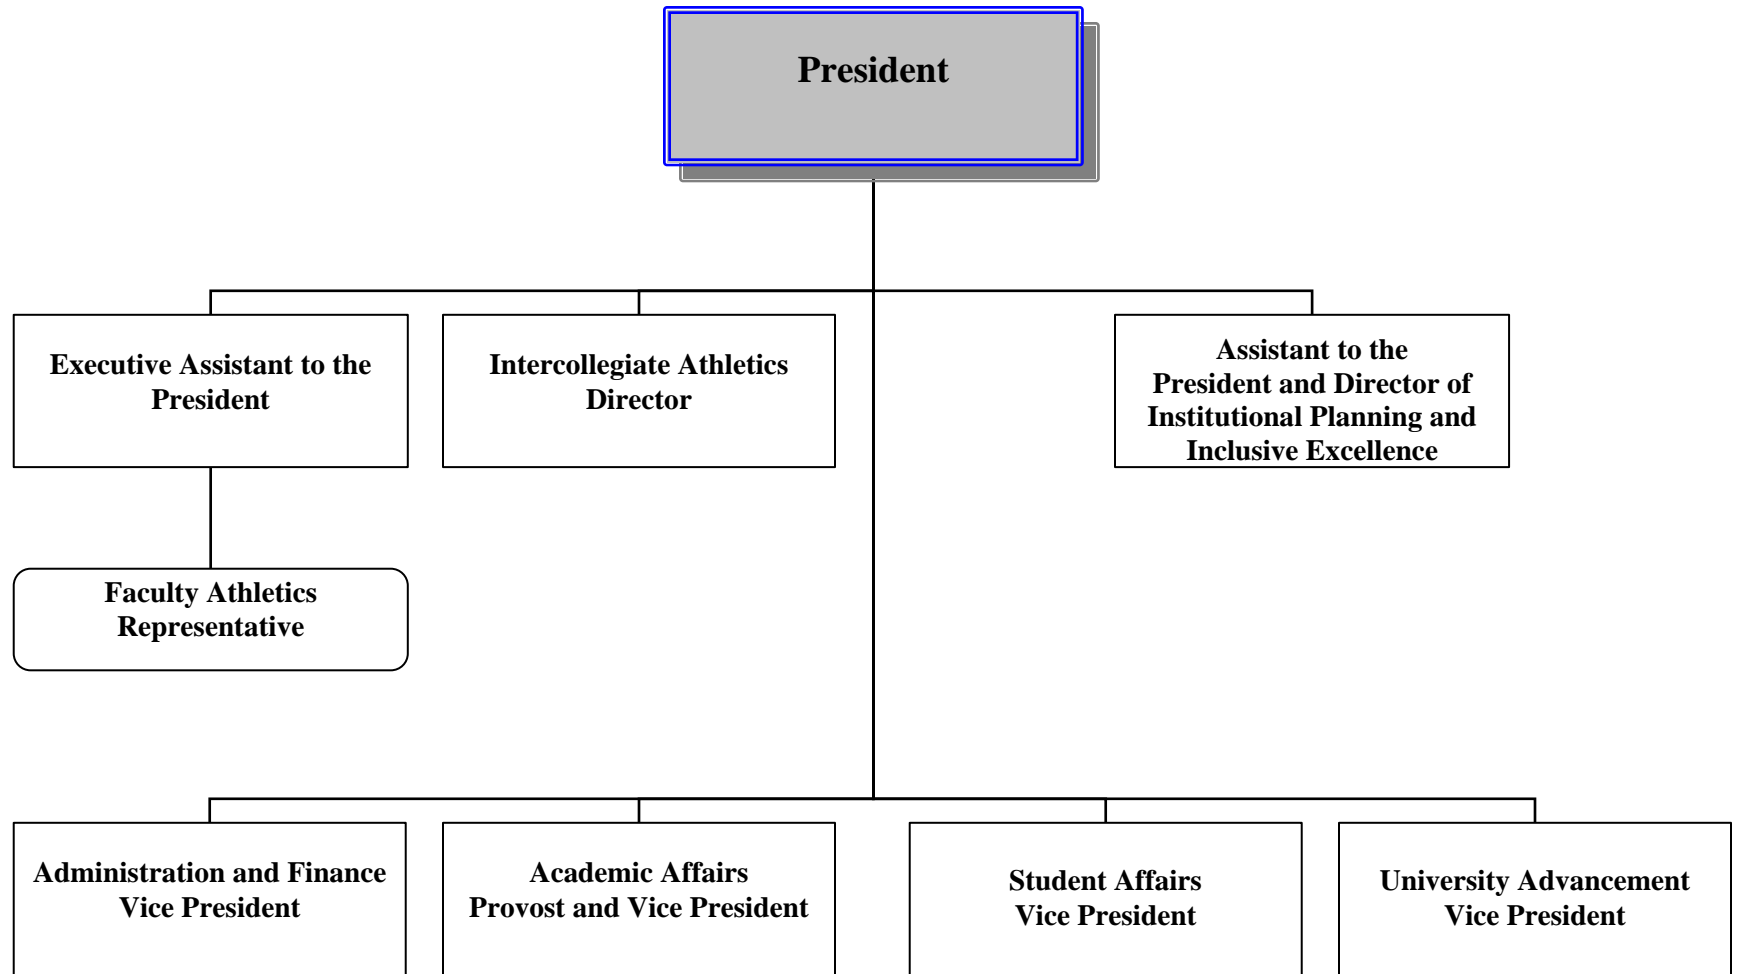 President
Executive Assistant to the
President
Intercollegiate Athletics
Director
Assistant to the
President and Director of
Institutional Planning and
Inclusive Excellence
Faculty Athletics
Representative
Administration and Finance
Vice President
Academic Affairs
Provost and Vice President
Student Affairs
Vice President
University Advancement
Vice President